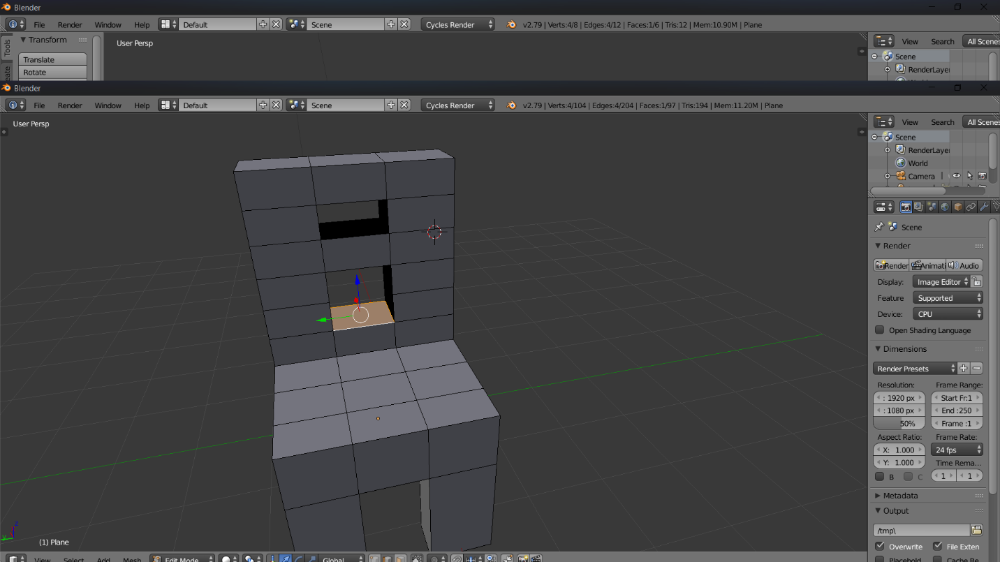 Blender
File Render Window Help Default Scene Cycles Render v2.79 | Verts:4/8 | Edges:4/12 | Faces:1/6 | Tris:12 | Mem:10.90M | Plane
Tools
Transform
Translate
Rotate
User Persp
View Search All Scenes
Scene
RenderLaye
Blender
File Render Window Help Default Scene Cycles Render v2.79 | Verts:4/104 | Edges:4/204 | Faces:1/97 | Tris:194 | Mem:11.20M | Plane
User Persp
View Search All Scenes
Scene
RenderLaye
World
Camera
Scene
Render
Render Animati Audio
Display: Image Editor
Feature Supported
Device: CPU
Open Shading Language
Dimensions
Render Presets
Resolution: Frame Range:
: 1920 px Start Fr:1
: 1080 px End :250
50% Frame :1
Aspect Ratio: Frame Rate:
X: 1.000 24 fps
Y: 1.000 Time Rema...
B C 1 1
Metadata
Output
/tmp\
Overwrite File Exten
(1) Plane
View Select Add Mesh Edit Mode Global
z
y